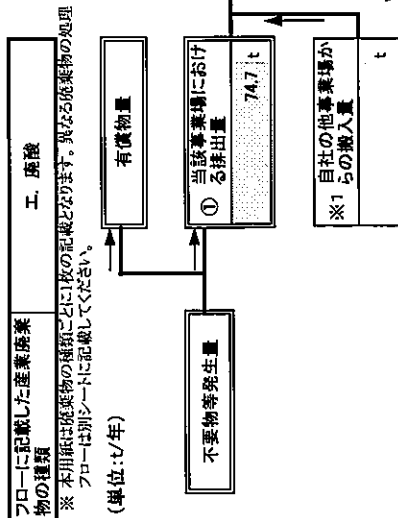 フローに記載した産業廃棄
物の種類
エ. 廃酸
※ 本用紙は廃棄物の種類ごとに1枚の記載となります。異なる廃棄物の処理
フローは別シートに記載してください。
(単位:t/年)
有償物量
不要物等発生量
① 当該事業場におけ
る排出量
74.7 t
※1 自社の他事業場か
らの搬入量
t